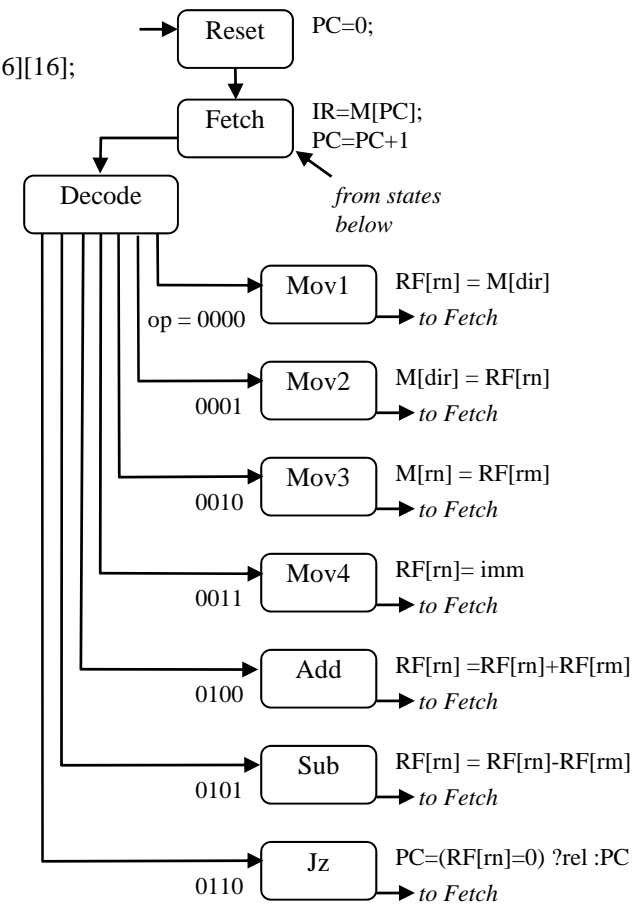 Reset PC=0;
6][16];
Fetch IR=M[PC];
PC=PC+1
Decode
from states
below
Mov1 RF[rn] = M[dir]
op = 0000 to Fetch
Mov2 M[dir] = RF[rn]
0001 to Fetch
Mov3 M[rn] = RF[rm]
0010 to Fetch
Mov4 RF[rn]= imm
0011 to Fetch
Add RF[rn] =RF[rn]+RF[rm]
0100 to Fetch
Sub RF[rn] = RF[rn]-RF[rm]
0101 to Fetch
Jz PC=(RF[rn]=0) ?rel :PC
0110 to Fetch